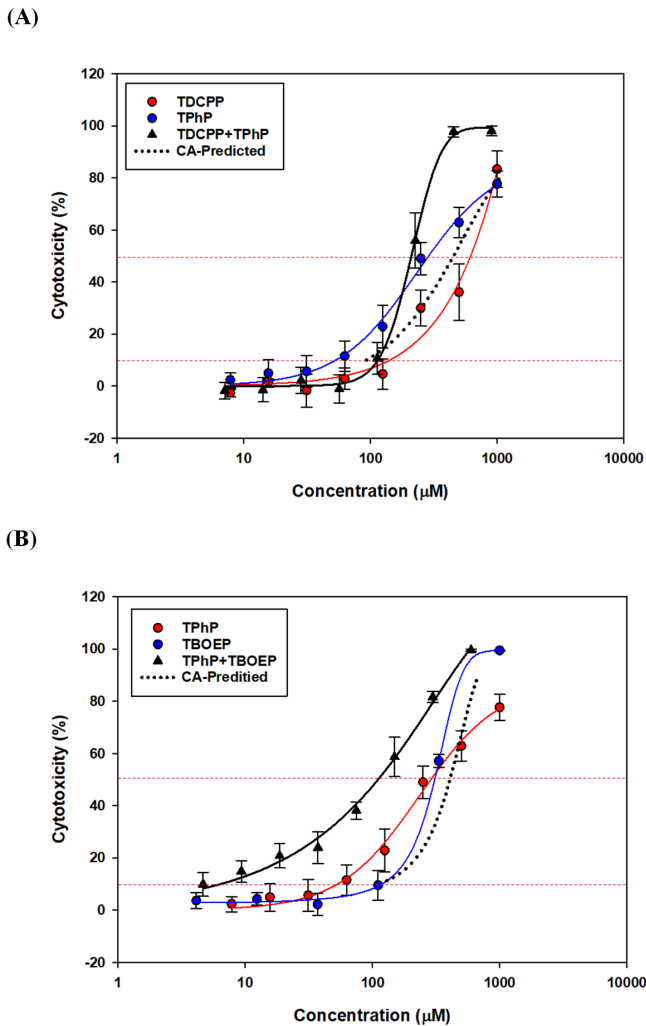 (A)
120
100
80
60
40
20
0
-20
Cytotoxicity (%)
TDCPP
TPhP
TDCPP+TPhP
CA-Predicted
1
10
100
1000
10000
Concentration (μM)
(B)
120
100
80
60
40
20
0
-20
Cytotoxicity (%)
TPhP
TBOEP
TPhP+TBOEP
CA-Preditied
1
10
100
1000
10000
Concentration (μM)